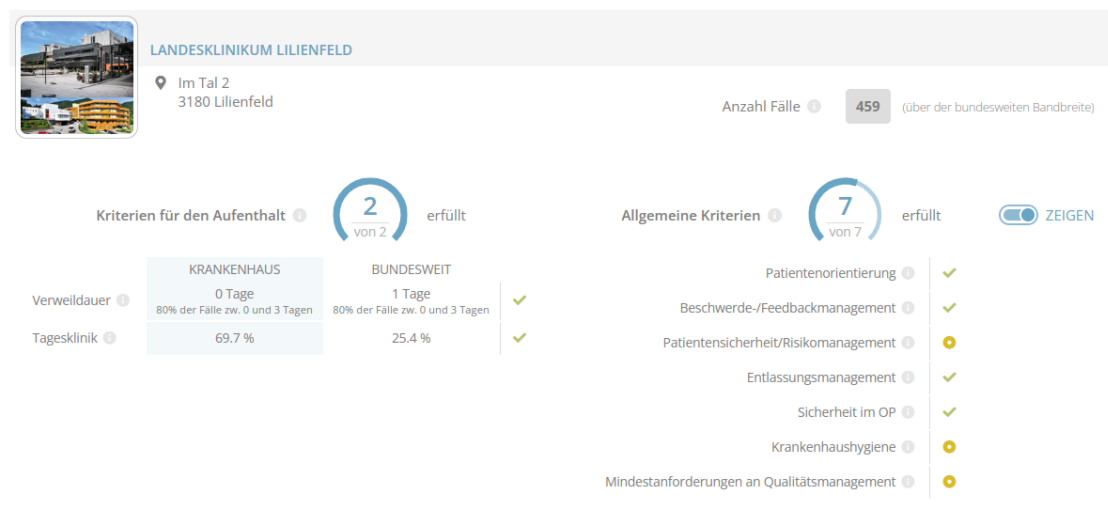 LANDESKLINIKUM LILIENFELD
Im Tal 2
3180 Lilienfeld
Anzahl Fälle 459 (über der bundesweiten Bandbreite)
Kriterien für den Aufenthalt 2 von 2 erfüllt
KRANKENHAUS BUNDESWEIT
Verweildauer 0 Tage 1 Tage
80% der Fälle zw. 0 und 3 Tagen 80% der Fälle zw. 0 und 3 Tagen
Tagesklinik 69.7 % 25.4 %
Allgemeine Kriterien 7 von 7 erfüllt ZEIGEN
Patientenorientierung
Beschwerde-/Feedbackmanagement
Patientensicherheit/Risikomanagement
Entlassungsmanagement
Sicherheit im OP
Krankenhaushygiene
Mindestanforderungen an Qualitätsmanagement